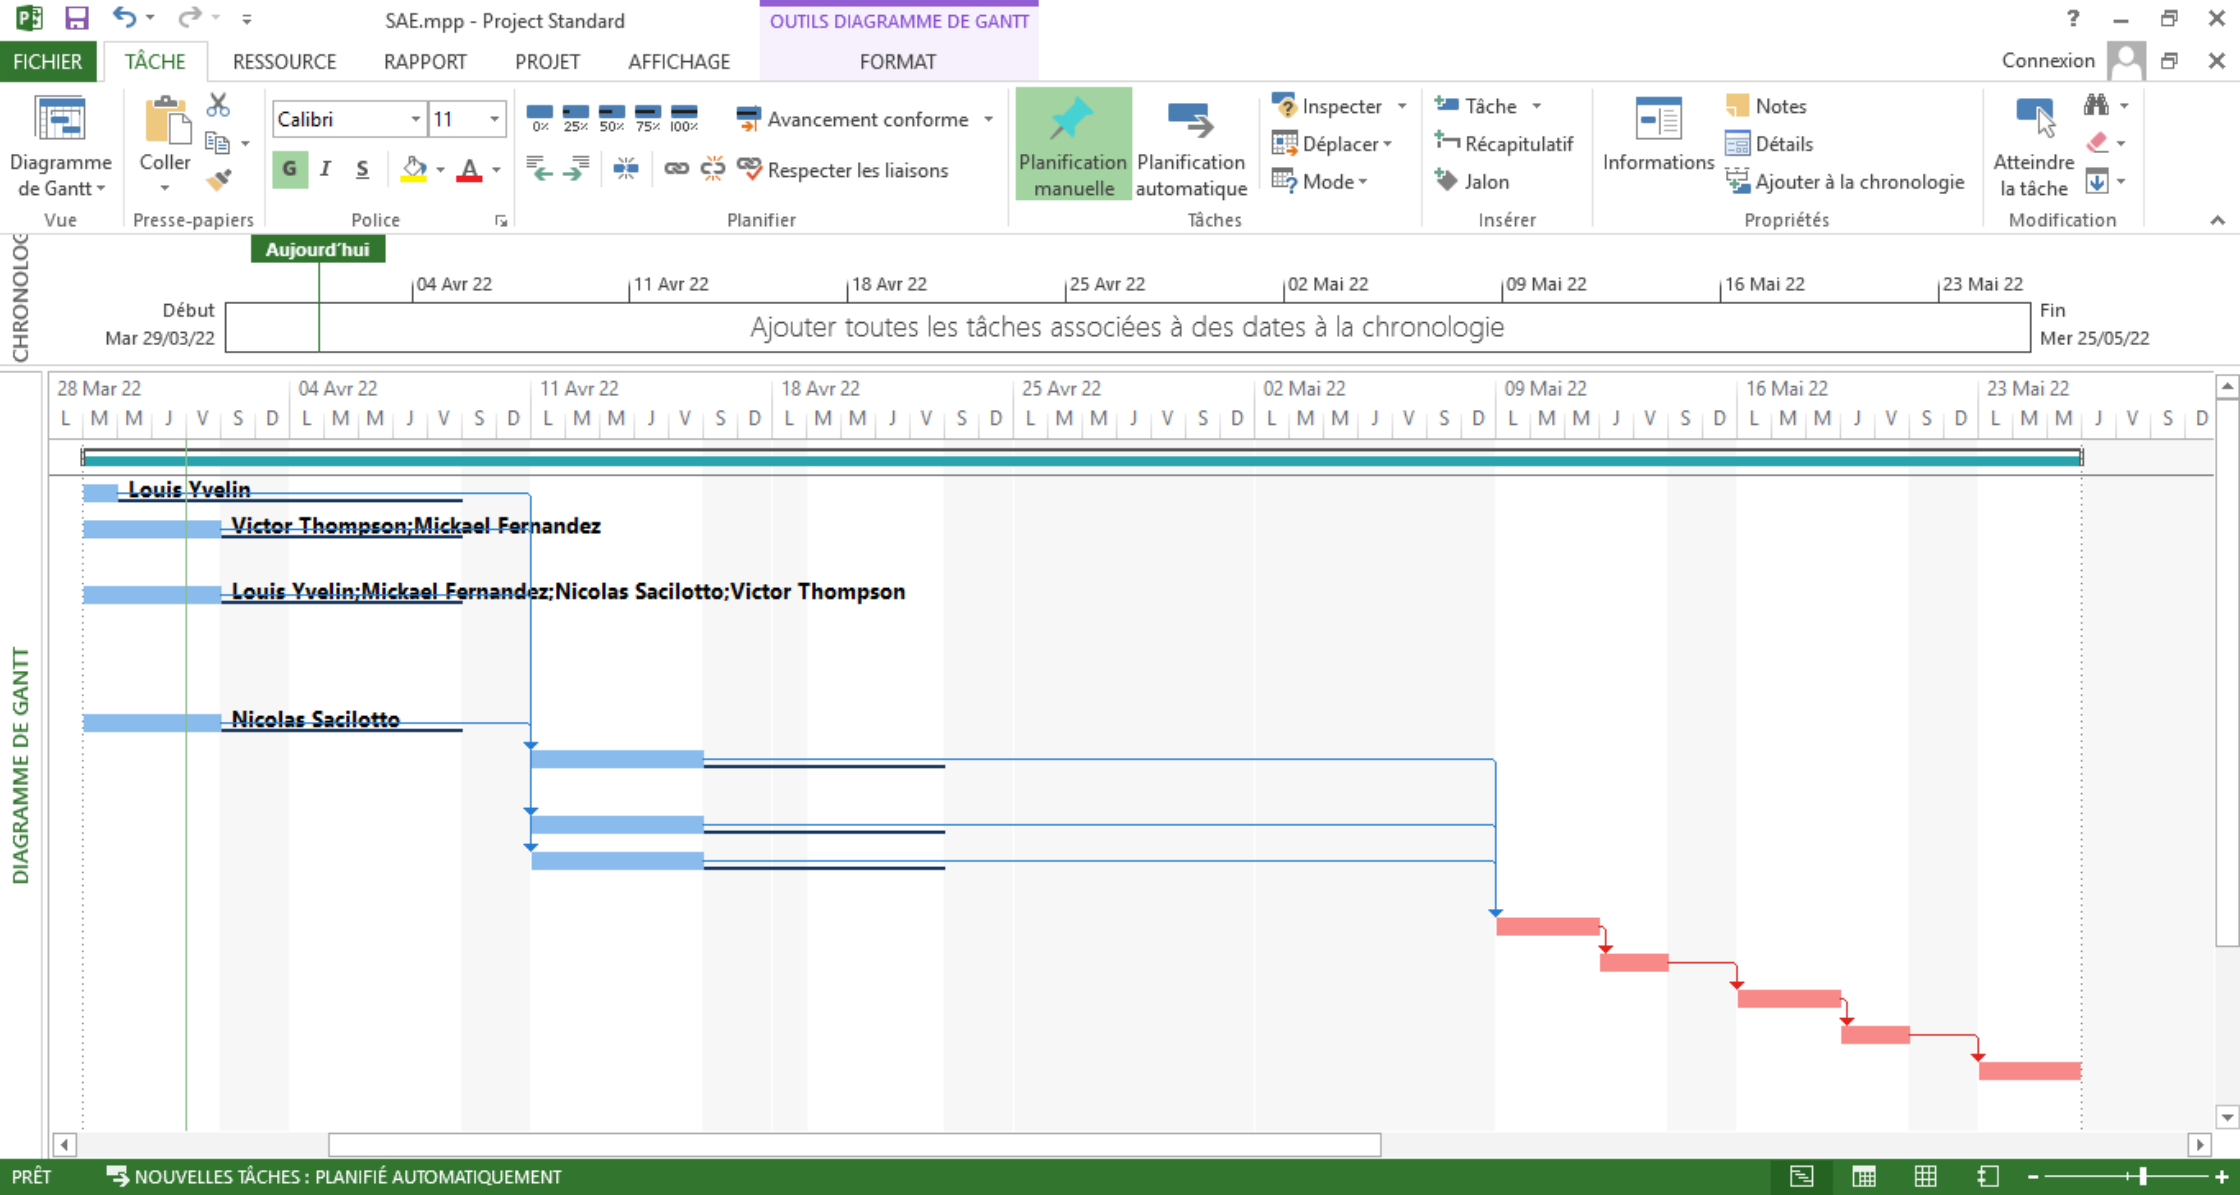 SAE.mpp - Project Standard
OUTILS DIAGRAMME DE GANTT
?
FICHIER
TÂCHE
RESSOURCE
RAPPORT
PROJET
AFFICHAGE
FORMAT
Connexion
Diagramme
de Gantt
Vue
Coller
Presse-papiers
Calibri
11
G I S
A
Police
0% 25% 50% 75% 100%
Avancement conforme
Respecter les liaisons
Planifier
Planification
manuelle
Planification
automatique
Inspecter
Déplacer
Mode
Tâches
Tâche
Récapitulatif
Jalon
Insérer
Informations
Notes
Détails
Ajouter à la chronologie
Propriétés
Atteindre
la tâche
Modification
CHRONOLOG
Aujourd'hui
04 Avr 22
11 Avr 22
18 Avr 22
25 Avr 22
02 Mai 22
09 Mai 22
16 Mai 22
23 Mai 22
Début
Mar 29/03/22
Ajouter toutes les tâches associées à des dates à la chronologie
Fin
Mer 25/05/22
28 Mar 22 04 Avr 22 11 Avr 22 18 Avr 22 25 Avr 22 02 Mai 22 09 Mai 22 16 Mai 22 23 Mai 22
L M M J V S D L M M J V S D L M M J V S D L M M J V S D L M M J V S D L M M J V S D L M M J V S D L M M J V S D L M M J V S D
Louis Yvelin
Victor Thompson;Mickael Fernandez
Louis Yvelin;Mickael Fernandez;Nicolas Sacilotto;Victor Thompson
Nicolas Sacilotto
DIAGRAMME DE GANTT
PRÊT
NOUVELLES TÂCHES : PLANIFIÉ AUTOMATIQUEMENT